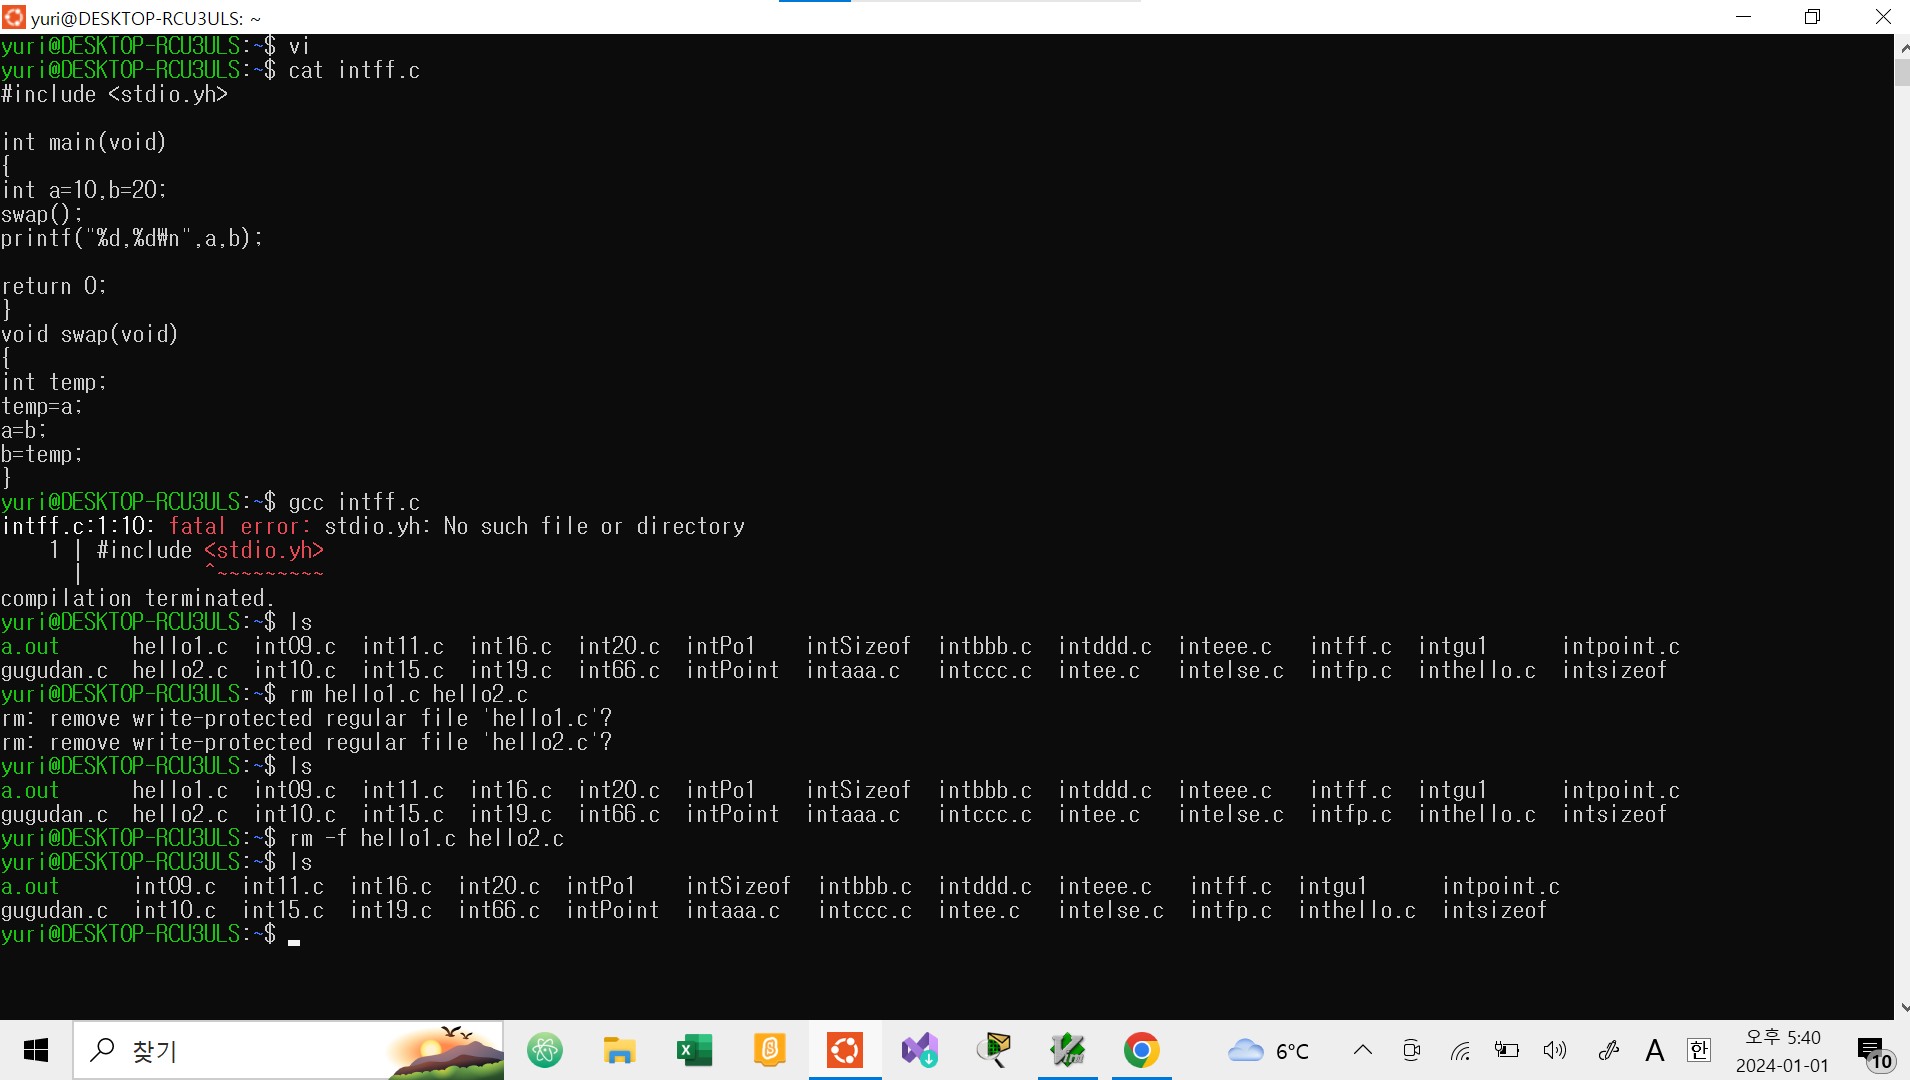 yuri@DESKTOP-RCU3ULS: ~
yuri@DESKTOP-RCU3ULS:~$ vi
yuri@DESKTOP-RCU3ULS:~$ cat intff.c
#include <stdio.yh>
int main(void)
{
int a=10,b=20;
swap();
printf("%d,%d₩n",a,b);
return 0;
}
void swap(void)
{
int temp;
temp=a;
a=b;
b=temp;
}
yuri@DESKTOP-RCU3ULS:~$ gcc intff.c
intff.c:1:10: fatal error: stdio.yh: No such file or directory
1 | #include <stdio.yh>
| ^~~~~~~~~~
compilation terminated.
yuri@DESKTOP-RCU3ULS:~$ ls
a.out hello1.c int09.c int11.c int16.c int20.c intPo1 intSizeof intbbb.c intddd.c inteee.c intff.c intgu1 intpoint.c
gugudan.c hello2.c int10.c int15.c int19.c int66.c intPoint intaaa.c intccc.c intee.c intelse.c intfp.c inthello.c intsizeof
yuri@DESKTOP-RCU3ULS:~$ rm hello1.c hello2.c
rm: remove write-protected regular file 'hello1.c'?
rm: remove write-protected regular file 'hello2.c'?
yuri@DESKTOP-RCU3ULS:~$ ls
a.out hello1.c int09.c int11.c int16.c int20.c intPo1 intSizeof intbbb.c intddd.c inteee.c intff.c intgu1 intpoint.c
gugudan.c hello2.c int10.c int15.c int19.c int66.c intPoint intaaa.c intccc.c intee.c intelse.c intfp.c inthello.c intsizeof
yuri@DESKTOP-RCU3ULS:~$ rm -f hello1.c hello2.c
yuri@DESKTOP-RCU3ULS:~$ ls
a.out int09.c int11.c int16.c int20.c intPo1 intSizeof intbbb.c intddd.c inteee.c intff.c intgu1 intpoint.c
gugudan.c int10.c int15.c int19.c int66.c intPoint intaaa.c intccc.c intee.c intelse.c intfp.c inthello.c intsizeof
yuri@DESKTOP-RCU3ULS:~$
찾기
6°C
A
한
오후 5:40
2024-01-01
10